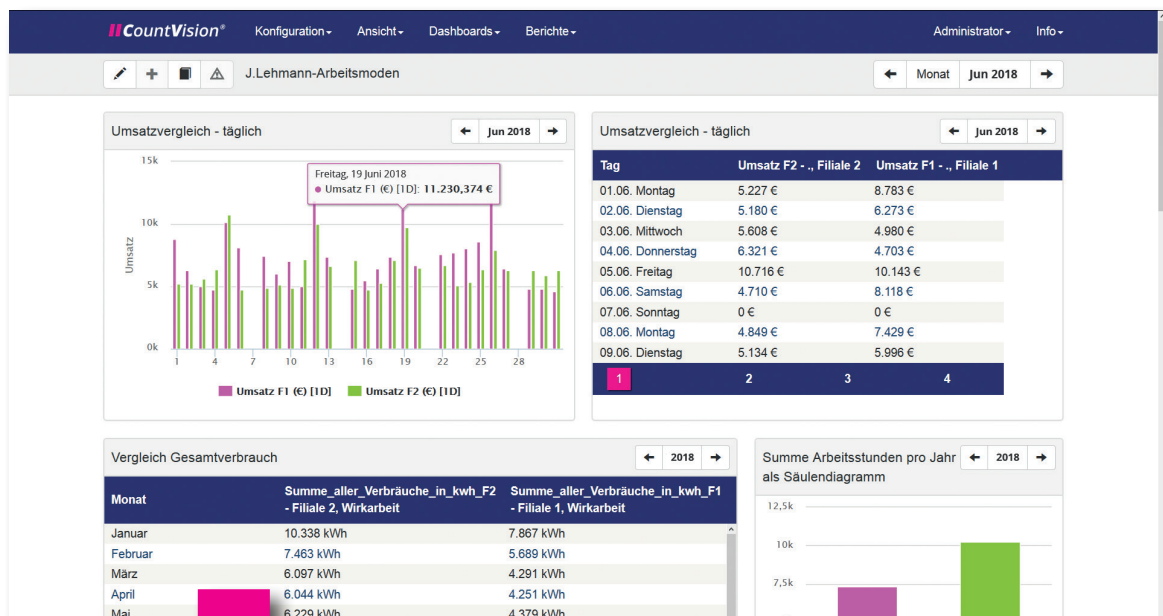 CountVision® Konfiguration Ansicht Dashboards Berichte Administrator Info
J.Lehmann-Arbeitsmoden Monat Jun 2018
Umsatzvergleich - täglich Jun 2018
15k
10k
5k
0k
Umsatz
Freitag, 19 Juni 2018
Umsatz F1 (€) [1D]: 11.230,374 €
1 4 7 10 13 16 19 22 25 28
Umsatz F1 (€) [1D] Umsatz F2 (€) [1D]
Umsatzvergleich - täglich Jun 2018
Tag Umsatz F2 - ., Filiale 2 Umsatz F1 - ., Filiale 1
01.06. Montag 5.227 € 8.783 €
02.06. Dienstag 5.180 € 6.273 €
03.06. Mittwoch 5.608 € 4.980 €
04.06. Donnerstag 6.321 € 4.703 €
05.06. Freitag 10.716 € 10.143 €
06.06. Samstag 4.710 € 8.118 €
07.06. Sonntag 0 € 0 €
08.06. Montag 4.849 € 7.429 €
09.06. Dienstag 5.134 € 5.996 €
1 2 3 4
Vergleich Gesamtverbrauch 2018
Monat Summe_aller_Verbräuche_in_kwh_F2 Summe_aller_Verbräuche_in_kwh_F1
- Filiale 2, Wirkarbeit - Filiale 1, Wirkarbeit
Januar 10.338 kWh 7.867 kWh
Februar 7.463 kWh 5.689 kWh
März 6.097 kWh 4.291 kWh
April 6.044 kWh 4.251 kWh
Mai 6.229 kWh 4.379 kWh
Summe Arbeitsstunden pro Jahr 2018
als Säulendiagramm
12,5k
10k
7,5k